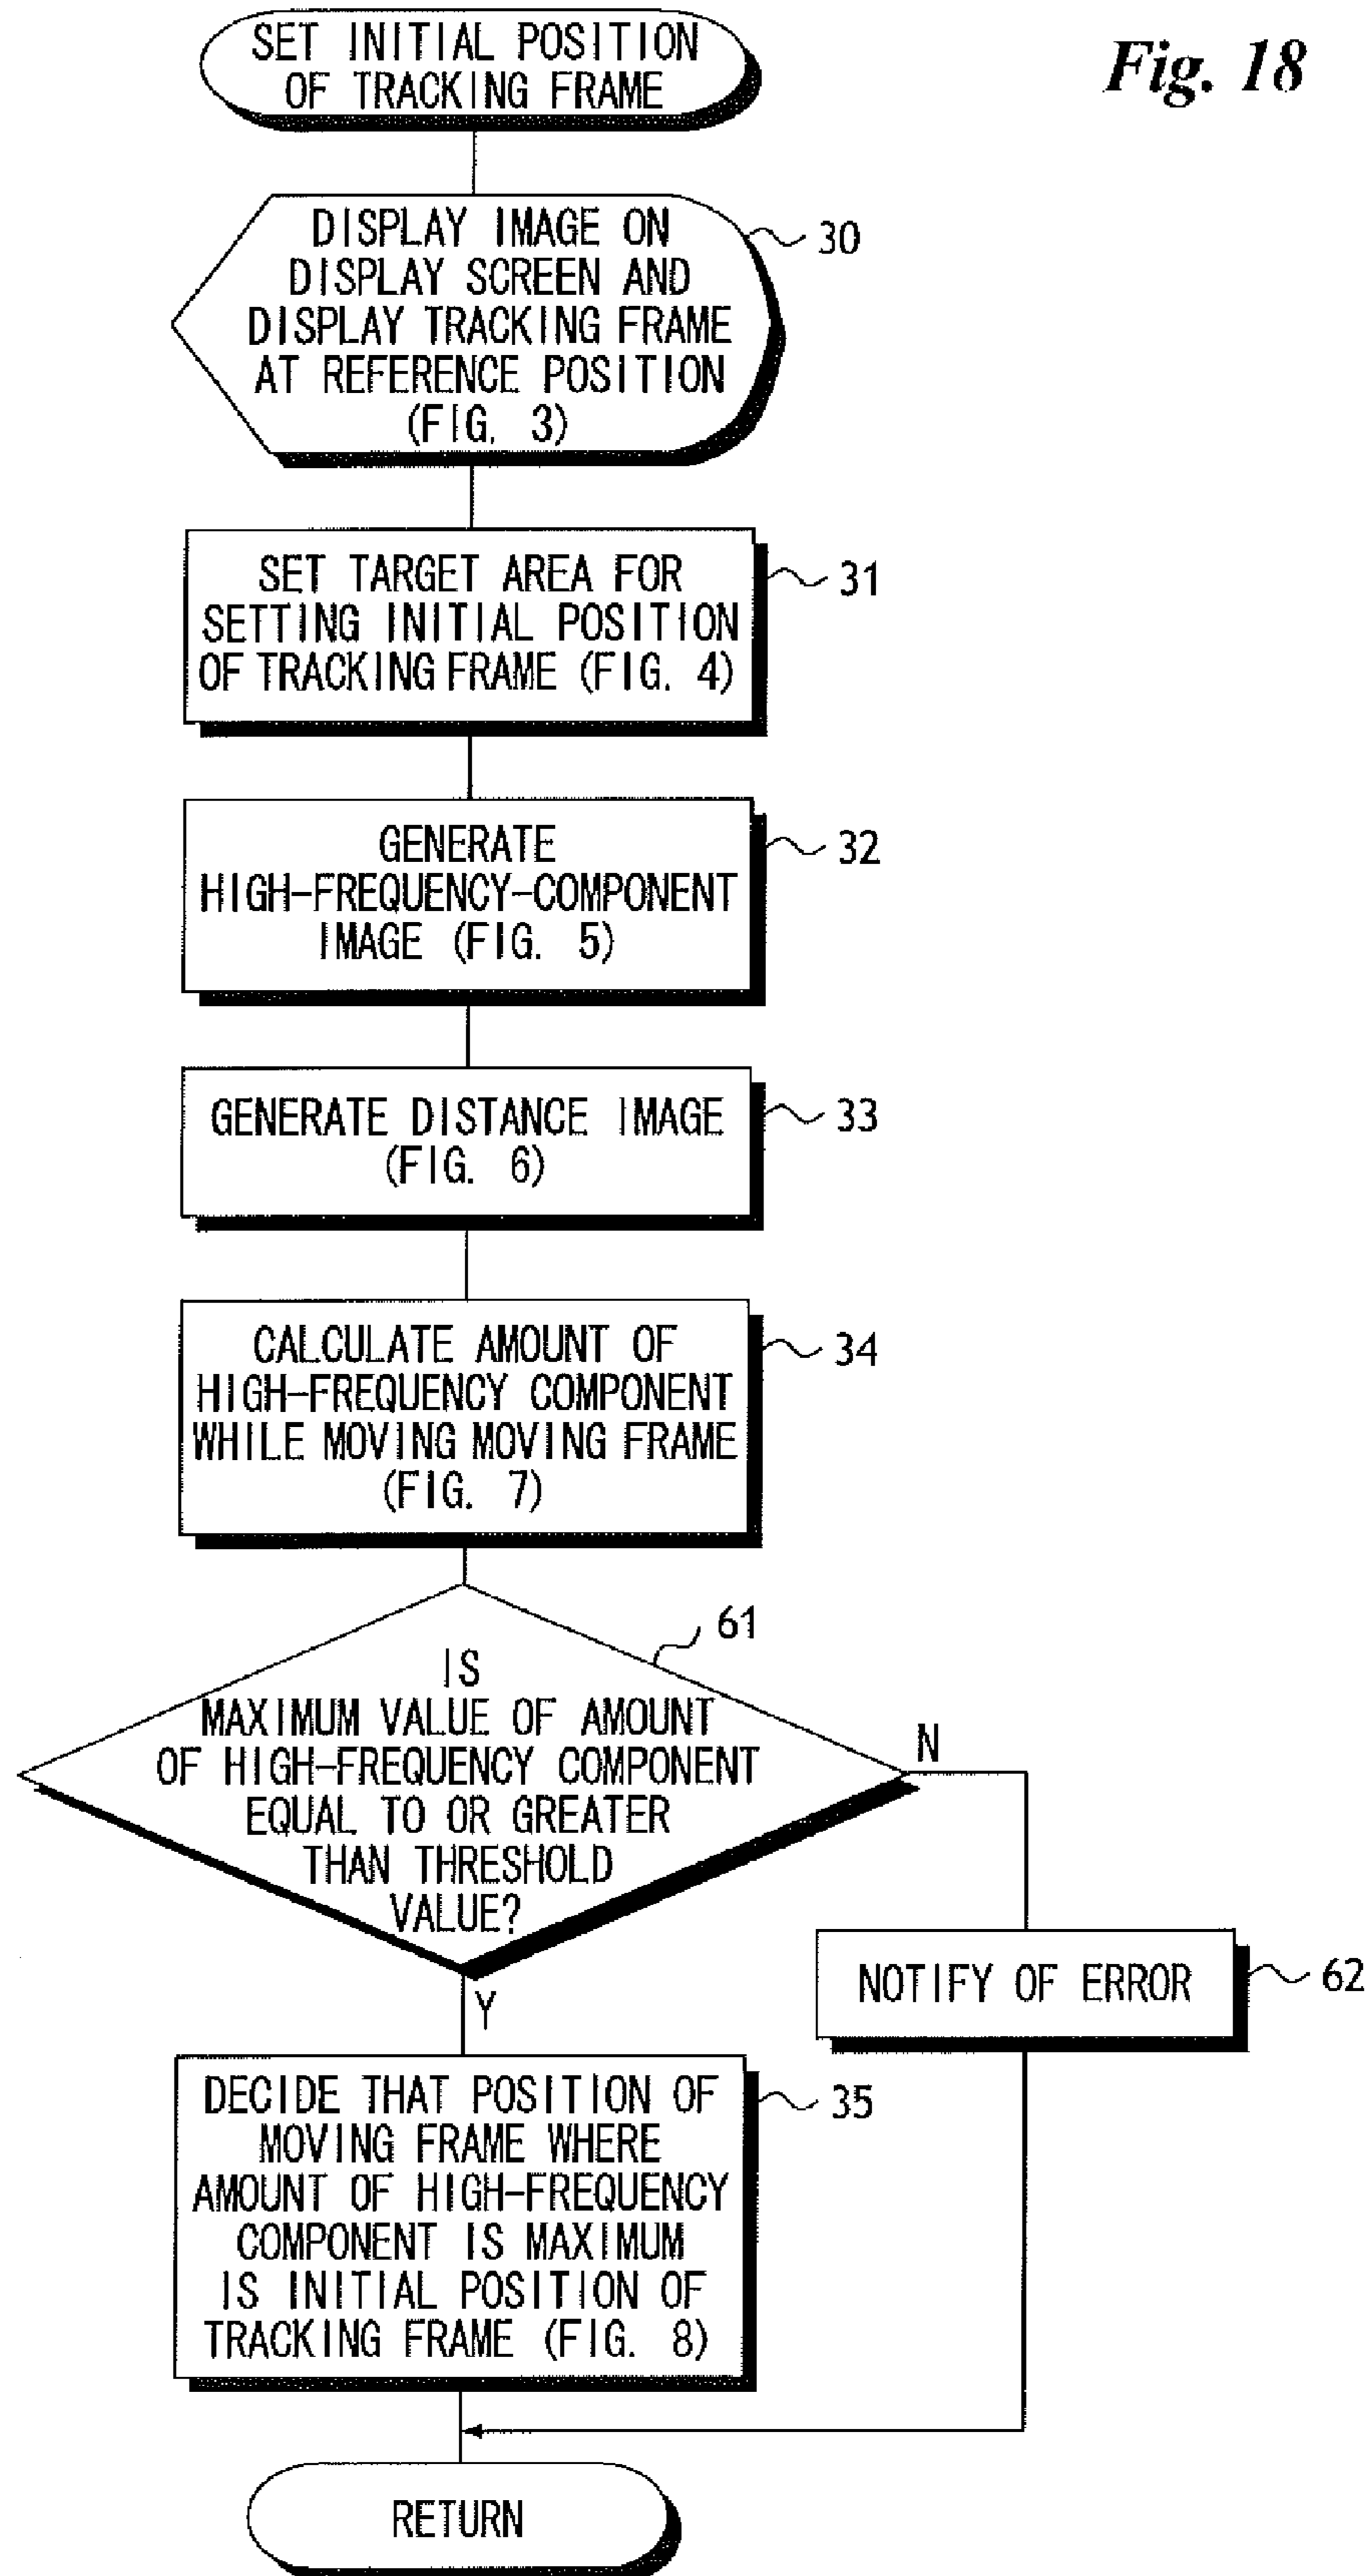 Fig. 18
SET INITIAL POSITION
OF TRACKING FRAME
DISPLAY IMAGE ON
DISPLAY SCREEN AND
DISPLAY TRACKING FRAME
AT REFERENCE POSITION
(FIG. 3)
30
SET TARGET AREA FOR
SETTING INITIAL POSITION
OF TRACKING FRAME (FIG. 4)
31
GENERATE
HIGH-FREQUENCY-COMPONENT
IMAGE (FIG. 5)
32
GENERATE DISTANCE IMAGE
(FIG. 6)
33
CALCULATE AMOUNT OF
HIGH-FREQUENCY COMPONENT
WHILE MOVING MOVING FRAME
(FIG. 7)
34
61
IS
MAXIMUM VALUE OF AMOUNT
OF HIGH-FREQUENCY COMPONENT
EQUAL TO OR GREATER
THAN THRESHOLD
VALUE?
N
Y
NOTIFY OF ERROR
62
DECIDE THAT POSITION OF
MOVING FRAME WHERE
AMOUNT OF HIGH-FREQUENCY
COMPONENT IS MAXIMUM
IS INITIAL POSITION OF
TRACKING FRAME (FIG. 8)
35
RETURN